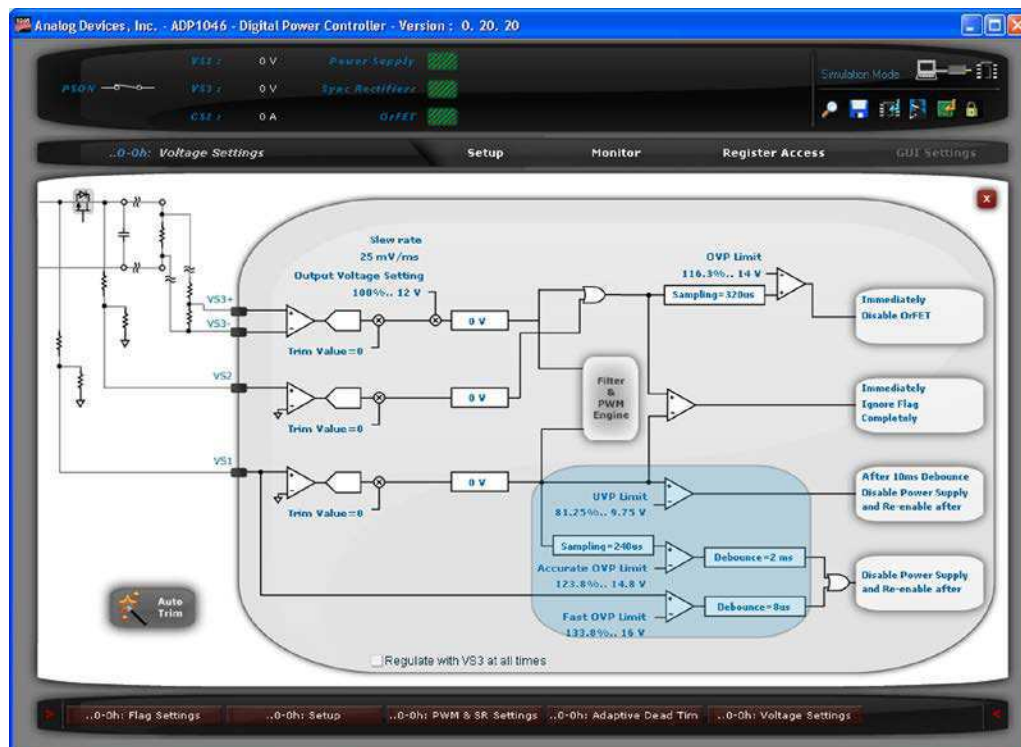 Analog Devices, Inc. - ADP1046 - Digital Power Controller - Version : 0. 20. 20
PSON
VS2 : 0 V Power Supply
VS3 : 0 V Sync Rectifiers
CS2 : 0 A OrFET
Simulation Mode
..0-0h: Voltage Settings
Setup
Monitor
Register Access
GUI Settings
x
Slew rate
25 mV/ms
Output Voltage Setting
100%.. 12 V
VS3+
VS3-
0 V
Trim Value=0
OVP Limit
116.3%.. 14 V
Sampling=320us
Immediately
Disable OrFET
VS2
0 V
Trim Value=0
Filter
&
PWM
Engine
Immediately
Ignore Flag
Completely
VS1
0 V
Trim Value=0
UVP Limit
81.25%.. 9.75 V
After 10ms Debounce
Disable Power Supply
and Re-enable after
Sampling=240us
Accurate OVP Limit
123.8%.. 14.8 V
Debounce=2 ms
Fast OVP Limit
133.8%.. 16 V
Debounce=8us
Disable Power Supply
and Re-enable after
Auto
Trim
Regulate with VS3 at all times
..0-0h: Flag Settings
..0-0h: Setup
..0-0h: PWM & SR Settings
..0-0h: Adaptive Dead Tim
..0-0h: Voltage Settings